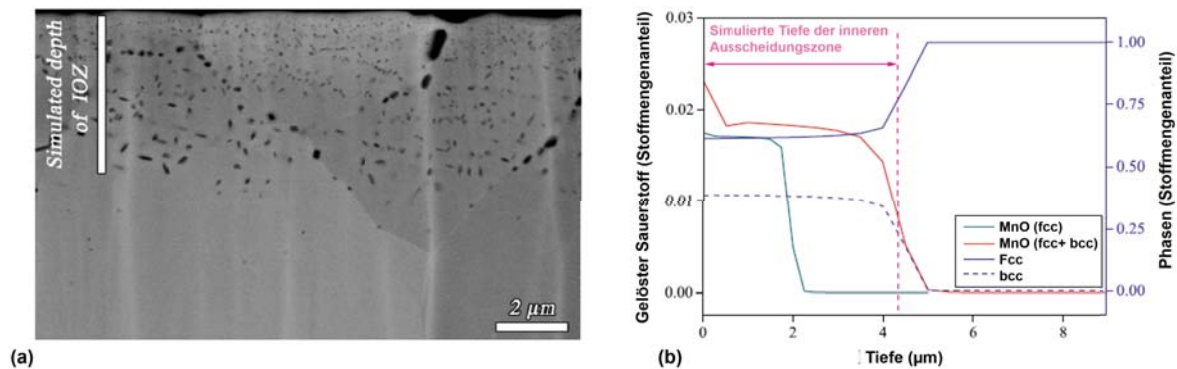 Simulated depth
of IOZ
2 µm
(a)
0.03
0.02
0.01
0.00
Gelöster Sauerstoff (Stoffmengenanteil)
Simulierte Tiefe der inneren
Ausscheidungszone
MnO (fcc)
MnO (fcc+ bcc)
Fcc
bcc
1.00
0.75
0.50
0.25
0.00
Phasen (Stoffmengenanteil)
0 2 4 6 8
Tiefe (µm)
(b)